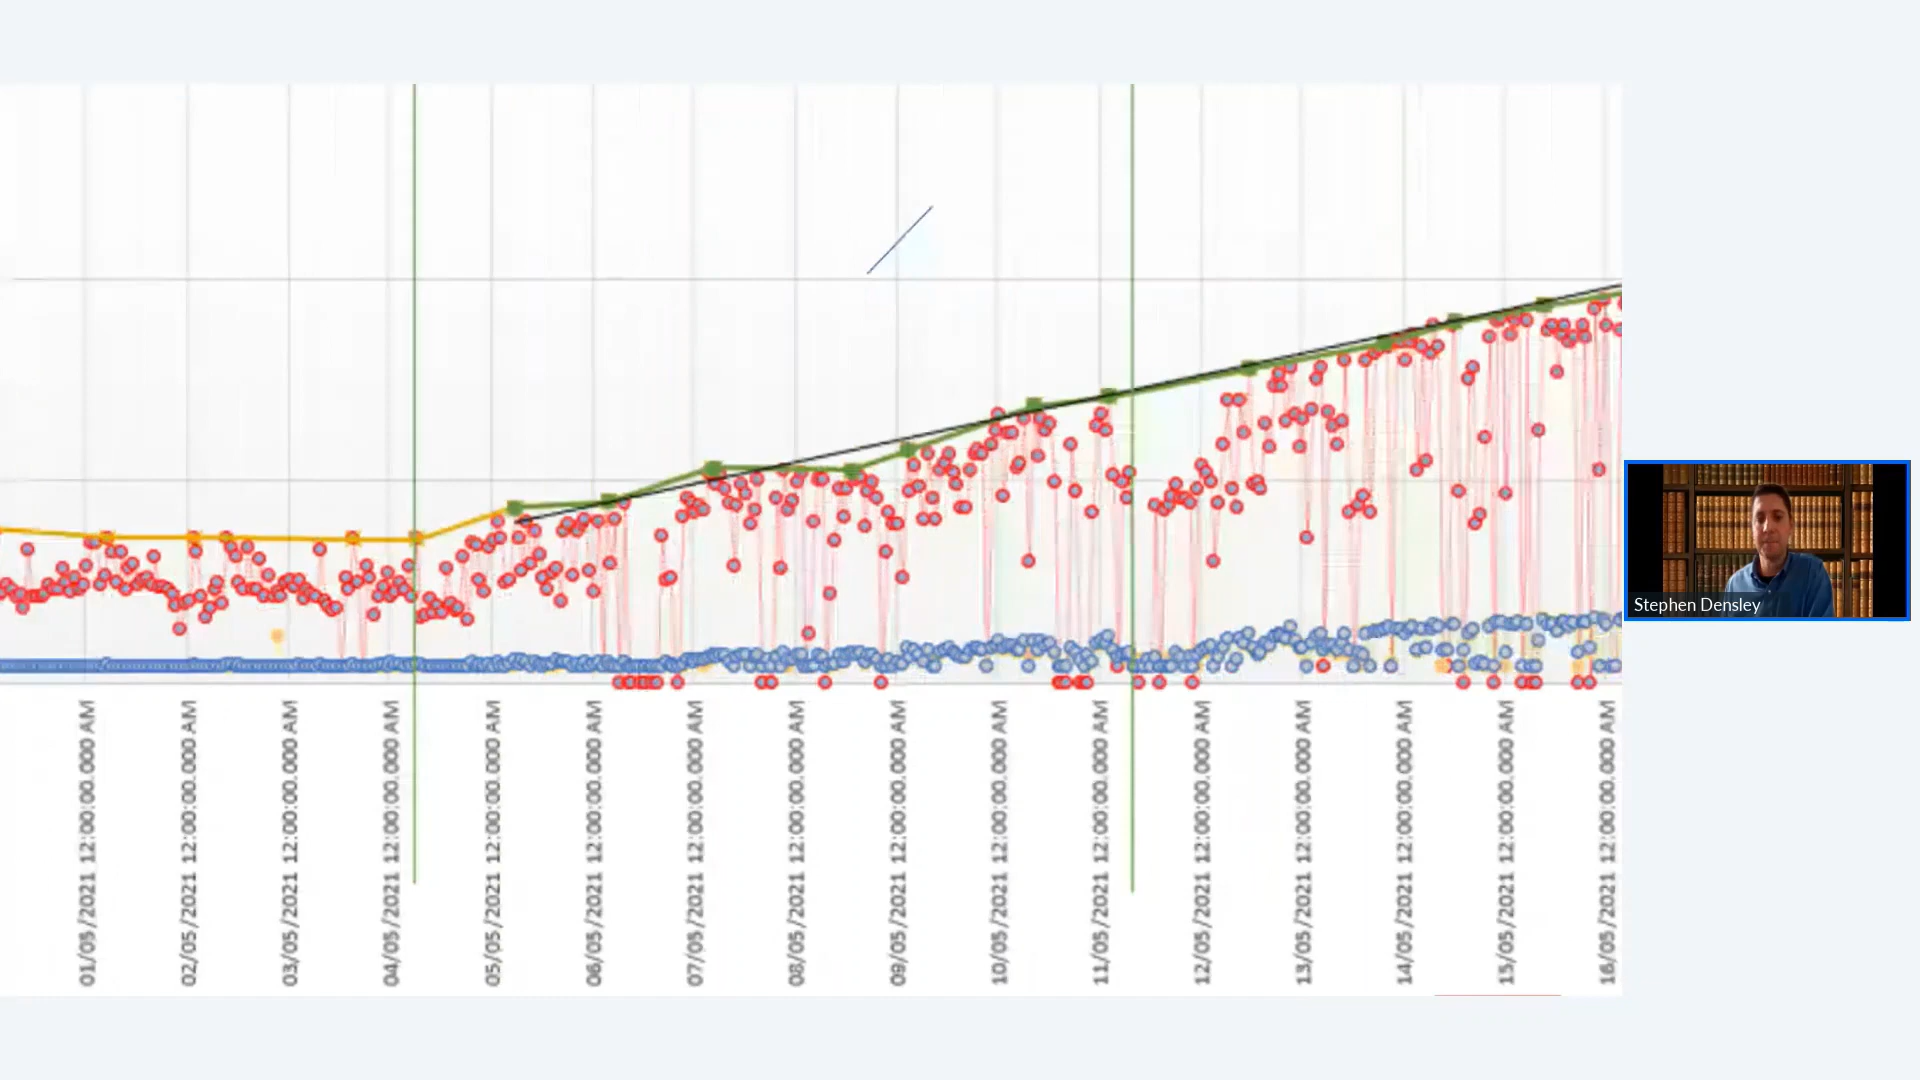 01/05/2021 12:00:00.000 AM
02/05/2021 12:00:00.000 AM
03/05/2021 12:00:00.000 AM
04/05/2021 12:00:00.000 AM
05/05/2021 12:00:00.000 AM
06/05/2021 12:00:00.000 AM
07/05/2021 12:00:00.000 AM
08/05/2021 12:00:00.000 AM
09/05/2021 12:00:00.000 AM
10/05/2021 12:00:00.000 AM
11/05/2021 12:00:00.000 AM
12/05/2021 12:00:00.000 AM
13/05/2021 12:00:00.000 AM
14/05/2021 12:00:00.000 AM
15/05/2021 12:00:00.000 AM
16/05/2021 12:00:00.000 AM
Stephen Densley